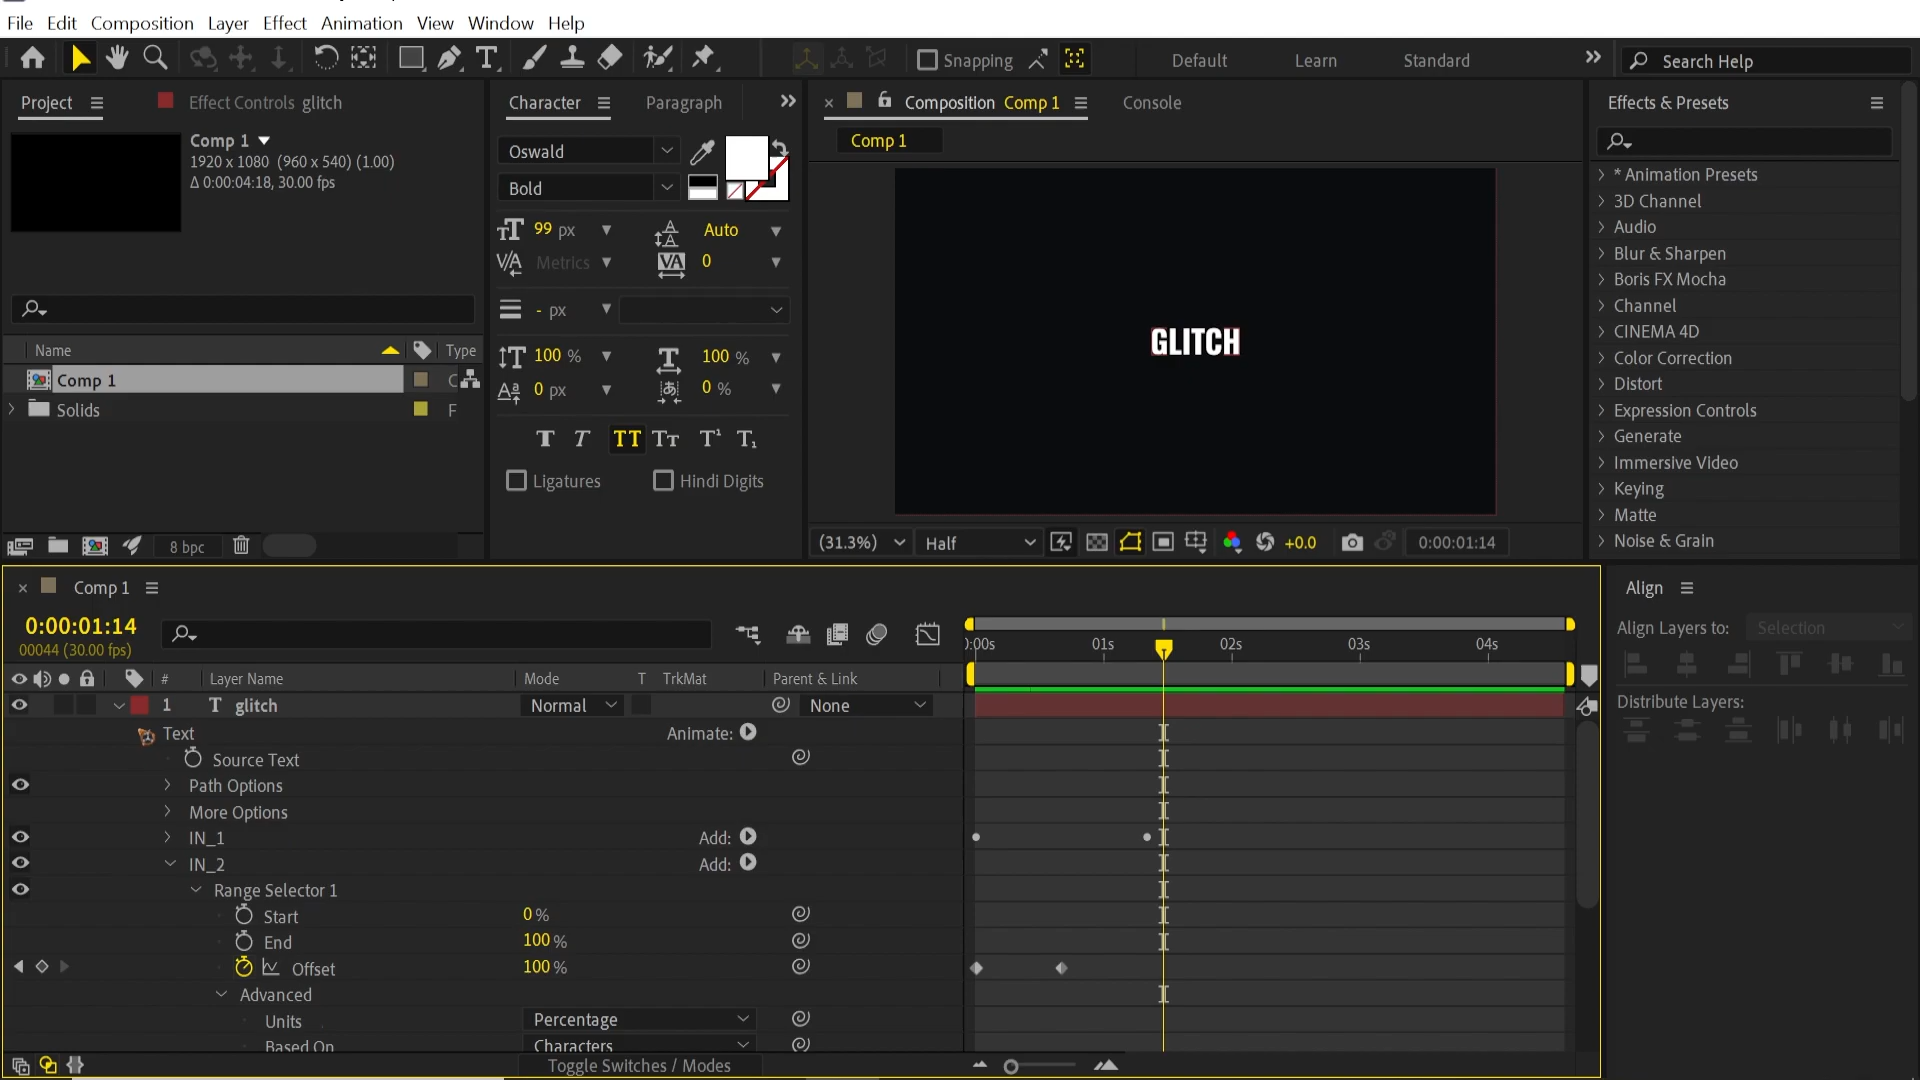 File Edit Composition Layer Effect Animation View Window Help
Snapping Default Learn Standard Search Help
Project Effect Controls glitch
Comp 1
1920 x 1080 (960 x 540) (1.00)
Δ 0:00:04:18, 30.00 fps
Name Type
Comp 1 C
Solids F
8 bpc
Character Paragraph
Oswald
Bold
99 px Auto
Metrics 0
- px
100 % 100 %
0 px 0 %
T T TT Tt T¹ T₁
Ligatures Hindi Digits
Composition Comp 1 Console
Comp 1
GLITCH
(31.3%) Half +0.0 0:00:01:14
Effects & Presets
* Animation Presets
3D Channel
Audio
Blur & Sharpen
Boris FX Mocha
Channel
CINEMA 4D
Color Correction
Distort
Expression Controls
Generate
Immersive Video
Keying
Matte
Noise & Grain
Comp 1
0:00:01:14
00044 (30.00 fps)
):00s 01s 02s 03s 04s
# Layer Name Mode T TrkMat Parent & Link
1 T glitch Normal None
Text Animate:
Source Text
Path Options
More Options
IN_1 Add:
IN_2 Add:
Range Selector 1
Start 0 %
End 100 %
Offset 100 %
Advanced
Units Percentage
Based On Characters
Toggle Switches / Modes
Align
Align Layers to: Selection
Distribute Layers: